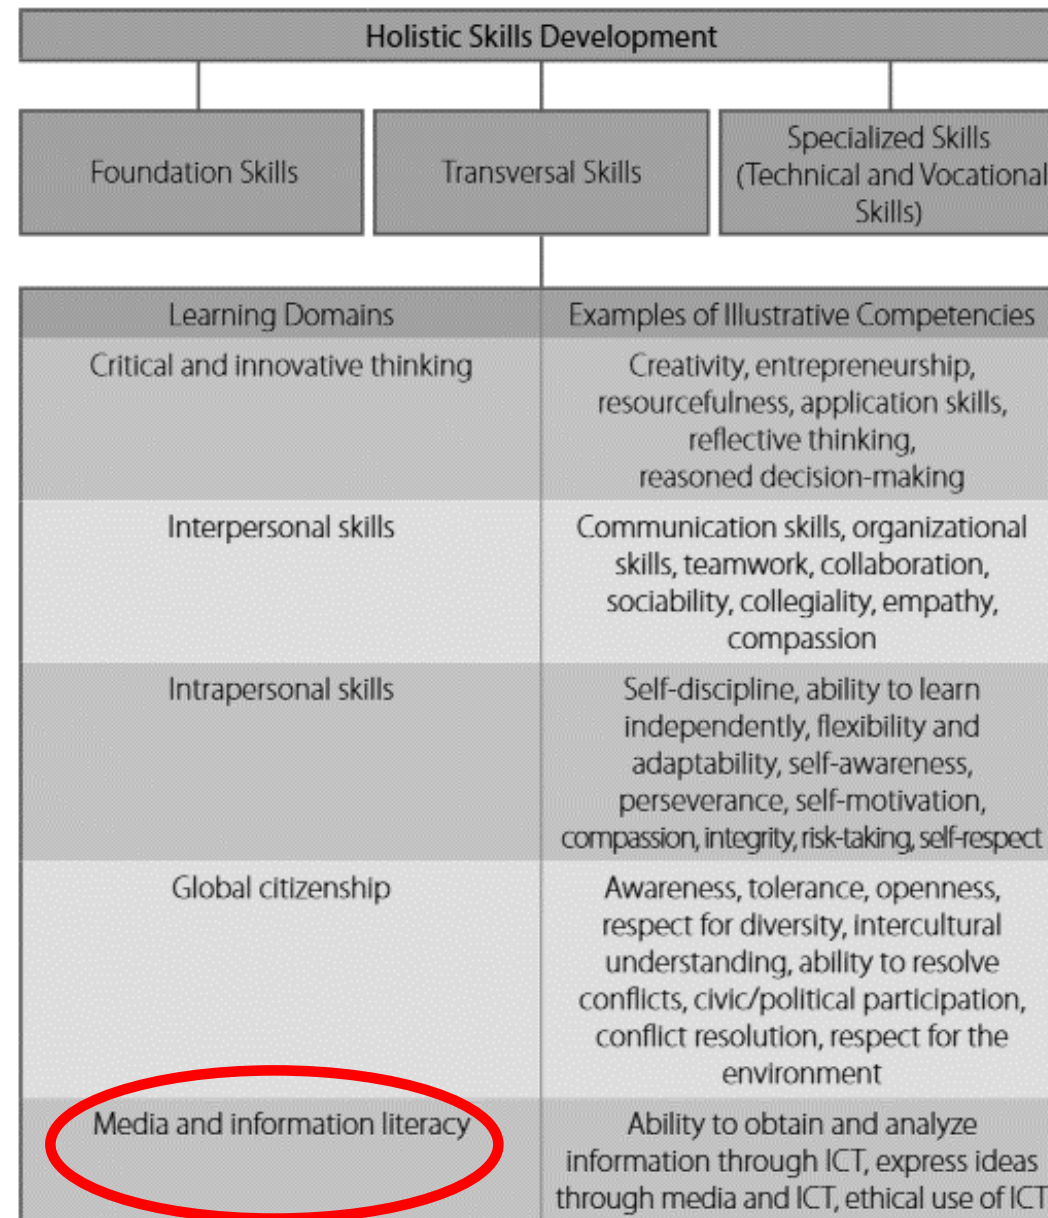 Holistic Skills Development
Foundation Skills
Transversal Skills
Specialized Skills
(Technical and Vocational
Skills)
Learning Domains
Examples of Illustrative Competencies
Critical and innovative thinking
Creativity, entrepreneurship,
resourcefulness, application skills,
reflective thinking,
reasoned decision-making
Interpersonal skills
Communication skills, organizational
skills, teamwork, collaboration,
sociability, collegiality, empathy,
compassion
Intrapersonal skills
Self-discipline, ability to learn
independently, flexibility and
adaptability, self-awareness,
perseverance, self-motivation,
compassion, integrity, risk-taking, self-respect
Global citizenship
Awareness, tolerance, openness,
respect for diversity, intercultural
understanding, ability to resolve
conflicts, civic/political participation,
conflict resolution, respect for the
environment
Media and information literacy
Ability to obtain and analyze
information through ICT, express ideas
through media and ICT, ethical use of ICT